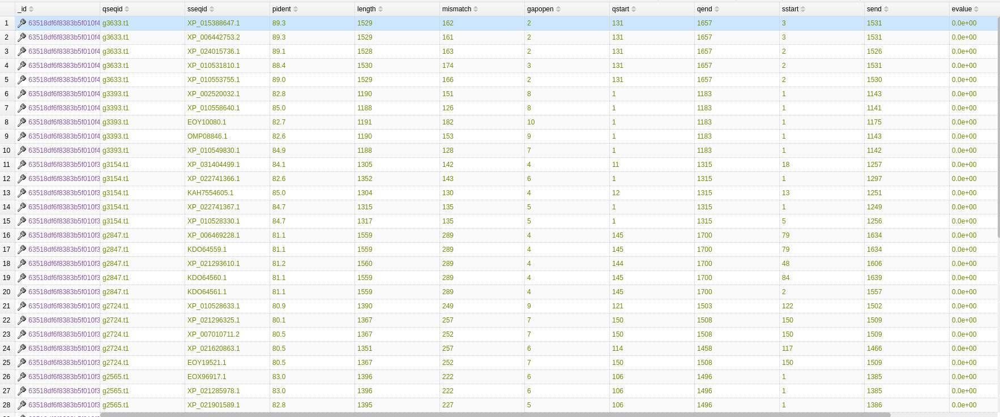 _id qseqid sseqid pident length mismatch gapopen qstart qend sstart send evalue
1 63518df6f8383b5f010f4 g3633.t1 XP_015388647.1 89.3 1529 162 2 131 1657 3 1531 0.0e+00
2 63518df6f8383b5f010f4 g3633.t1 XP_006442753.2 89.3 1529 161 2 131 1657 3 1531 0.0e+00
3 63518df6f8383b5f010f4 g3633.t1 XP_024015736.1 89.1 1528 163 2 131 1657 2 1526 0.0e+00
4 63518df6f8383b5f010f4 g3633.t1 XP_010531810.1 88.4 1530 174 3 131 1657 2 1531 0.0e+00
5 63518df6f8383b5f010f4 g3633.t1 XP_010553755.1 89.0 1529 166 2 131 1657 2 1530 0.0e+00
6 63518df6f8383b5f010f4 g3393.t1 XP_002520032.1 82.8 1190 151 8 1 1183 1 1143 0.0e+00
7 63518df6f8383b5f010f4 g3393.t1 XP_010558640.1 85.0 1188 126 8 1 1183 1 1141 0.0e+00
8 63518df6f8383b5f010f4 g3393.t1 EOY10080.1 82.7 1191 182 10 1 1183 1 1175 0.0e+00
9 63518df6f8383b5f010f4 g3393.t1 OMP08846.1 82.6 1190 153 9 1 1183 1 1143 0.0e+00
10 63518df6f8383b5f010f4 g3393.t1 XP_010549830.1 84.9 1188 128 7 1 1183 1 1142 0.0e+00
11 63518df6f8383b5f010f3 g3154.t1 XP_031404499.1 84.1 1305 142 4 11 1315 18 1257 0.0e+00
12 63518df6f8383b5f010f3 g3154.t1 XP_022741366.1 82.6 1352 143 6 1 1315 1 1297 0.0e+00
13 63518df6f8383b5f010f3 g3154.t1 KAH7554605.1 85.0 1304 130 4 12 1315 13 1251 0.0e+00
14 63518df6f8383b5f010f3 g3154.t1 XP_022741367.1 84.7 1315 135 5 1 1315 1 1249 0.0e+00
15 63518df6f8383b5f010f3 g3154.t1 XP_010528330.1 84.7 1317 135 5 1 1315 5 1256 0.0e+00
16 63518df6f8383b5f010f3 g2847.t1 XP_006469228.1 81.1 1559 289 4 145 1700 79 1634 0.0e+00
17 63518df6f8383b5f010f3 g2847.t1 KDO64559.1 81.1 1559 289 4 145 1700 79 1634 0.0e+00
18 63518df6f8383b5f010f3 g2847.t1 XP_021293610.1 81.2 1560 289 4 144 1700 48 1606 0.0e+00
19 63518df6f8383b5f010f3 g2847.t1 KDO64560.1 81.1 1559 289 4 145 1700 84 1639 0.0e+00
20 63518df6f8383b5f010f3 g2847.t1 KDO64561.1 81.1 1559 289 4 145 1700 2 1557 0.0e+00
21 63518df6f8383b5f010f3 g2724.t1 XP_010528633.1 80.9 1390 249 9 121 1503 122 1502 0.0e+00
22 63518df6f8383b5f010f3 g2724.t1 XP_021296325.1 80.1 1367 257 7 150 1508 150 1509 0.0e+00
23 63518df6f8383b5f010f3 g2724.t1 XP_007010711.2 80.5 1367 252 7 150 1508 150 1509 0.0e+00
24 63518df6f8383b5f010f3 g2724.t1 XP_021620863.1 80.5 1351 257 6 114 1458 117 1466 0.0e+00
25 63518df6f8383b5f010f3 g2724.t1 EOY19521.1 80.5 1367 252 7 150 1508 150 1509 0.0e+00
26 63518df6f8383b5f010f3 g2565.t1 EOX96917.1 83.0 1396 222 6 106 1496 1 1385 0.0e+00
27 63518df6f8383b5f010f3 g2565.t1 XP_021285978.1 83.0 1396 222 6 106 1496 1 1385 0.0e+00
28 63518df6f8383b5f010f3 g2565.t1 XP_021901589.1 82.8 1395 227 5 106 1496 1 1386 0.0e+00